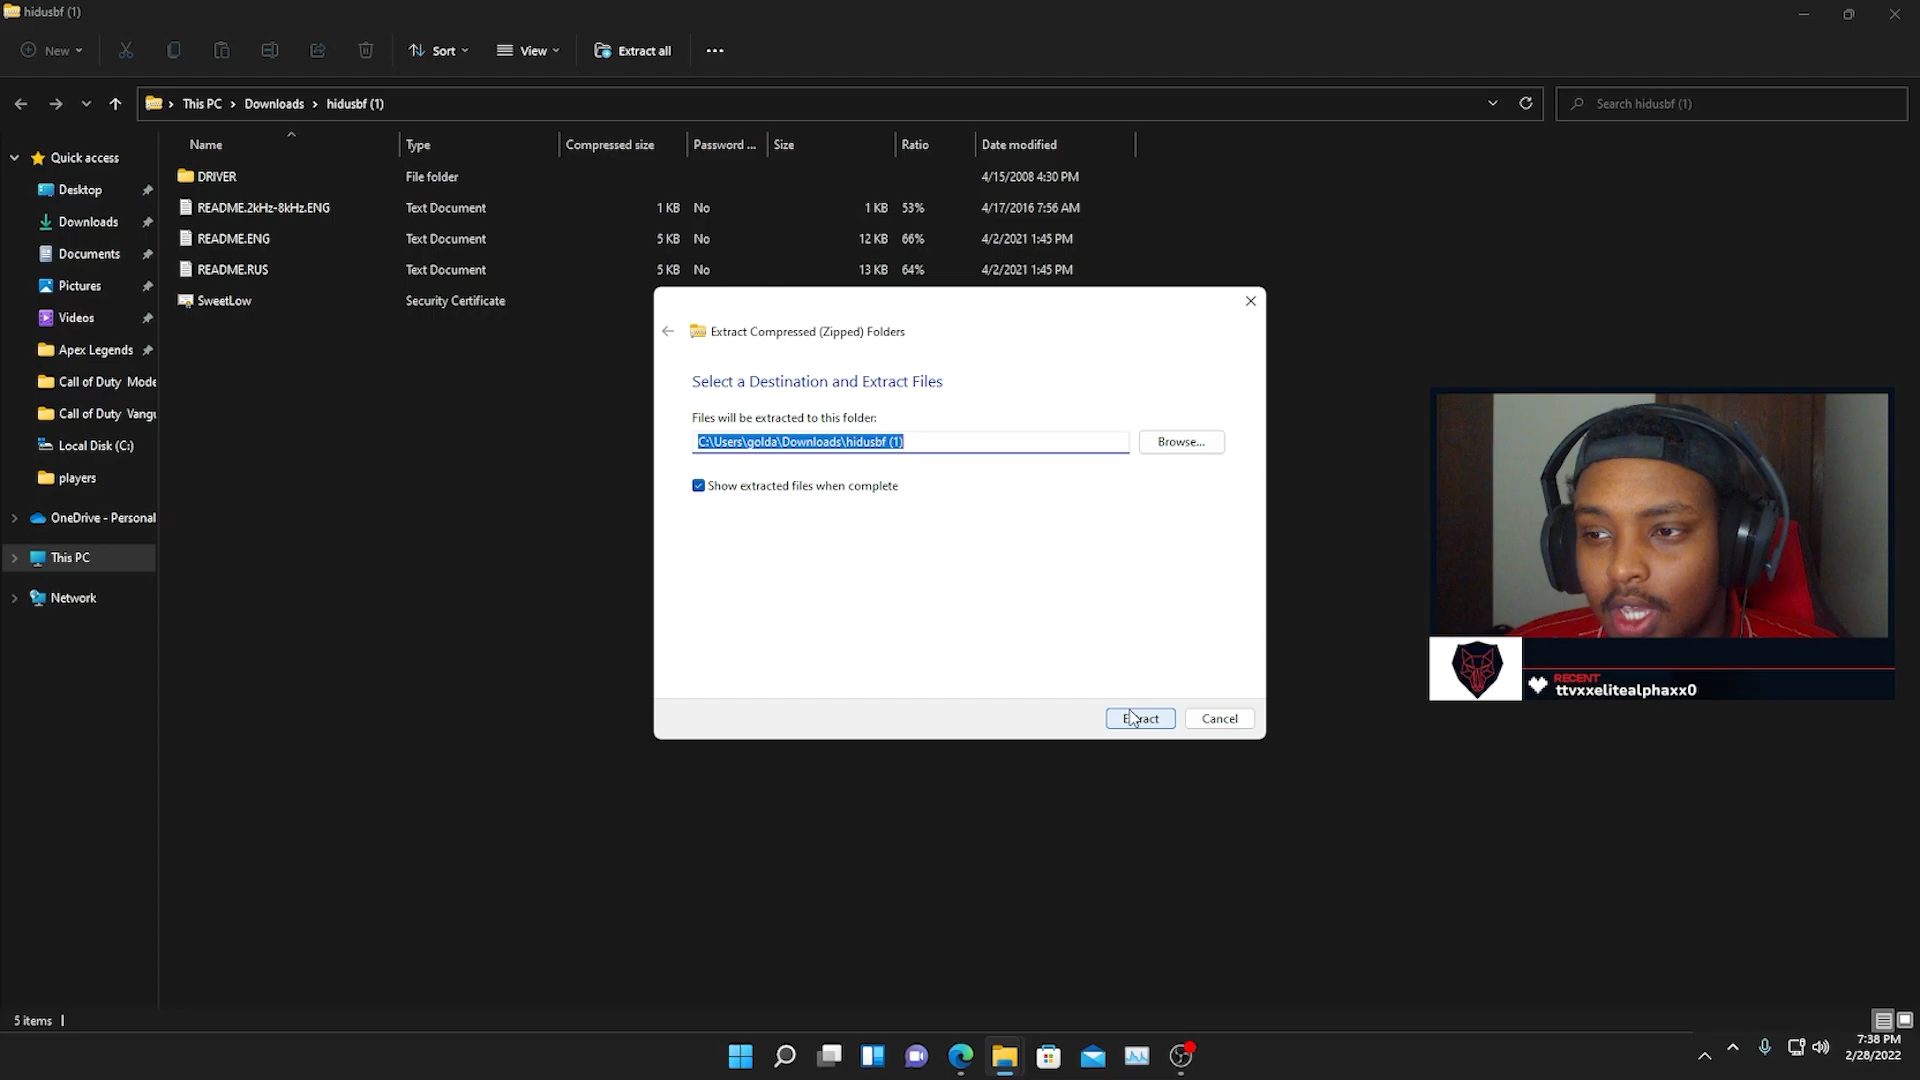 hidusbf (1)
New
Sort
View
Extract all
This PC
Downloads
hidusbf (1)
Search hidusbf (1)
Name
Type
Compressed size
Password ...
Size
Ratio
Date modified
DRIVER
File folder
4/15/2008 4:30 PM
README.2kHz-8kHz.ENG
Text Document
1 KB
No
1 KB
53%
4/17/2016 7:56 AM
README.ENG
Text Document
5 KB
No
12 KB
66%
4/2/2021 1:45 PM
README.RUS
Text Document
5 KB
No
13 KB
64%
4/2/2021 1:45 PM
SweetLow
Security Certificate
Quick access
Desktop
Downloads
Documents
Pictures
Videos
Apex Legends
Call of Duty Mode
Call of Duty Vangu
Local Disk (C:)
players
OneDrive - Personal
This PC
Network
Extract Compressed (Zipped) Folders
Select a Destination and Extract Files
Files will be extracted to this folder:
C:\Users\golda\Downloads\hidusbf (1)
Browse...
Show extracted files when complete
Extract
Cancel
RECENT
ttvxxelitealphaxx0
5 items
7:38 PM
2/28/2022